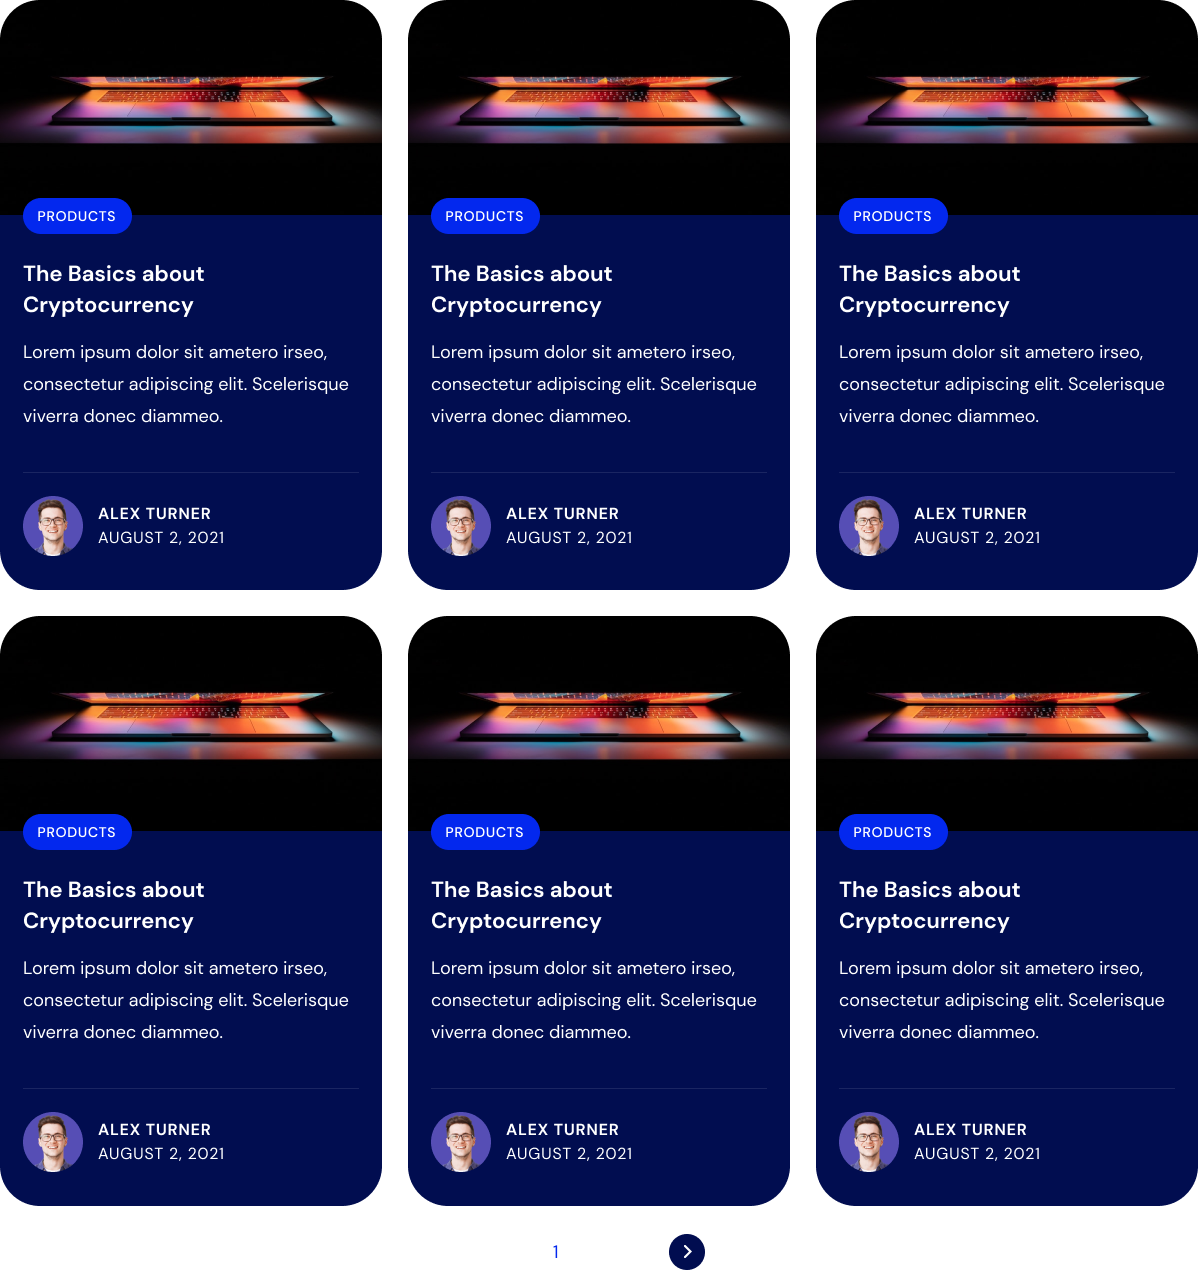 PRODUCTS
The Basics about
Cryptocurrency
Lorem ipsum dolor sit ametero irseo,
consectetur adipiscing elit. Scelerisque
viverra donec diammeo.
ALEX TURNER
AUGUST 2, 2021
PRODUCTS
The Basics about
Cryptocurrency
Lorem ipsum dolor sit ametero irseo,
consectetur adipiscing elit. Scelerisque
viverra donec diammeo.
ALEX TURNER
AUGUST 2, 2021
PRODUCTS
The Basics about
Cryptocurrency
Lorem ipsum dolor sit ametero irseo,
consectetur adipiscing elit. Scelerisque
viverra donec diammeo.
ALEX TURNER
AUGUST 2, 2021
PRODUCTS
The Basics about
Cryptocurrency
Lorem ipsum dolor sit ametero irseo,
consectetur adipiscing elit. Scelerisque
viverra donec diammeo.
ALEX TURNER
AUGUST 2, 2021
PRODUCTS
The Basics about
Cryptocurrency
Lorem ipsum dolor sit ametero irseo,
consectetur adipiscing elit. Scelerisque
viverra donec diammeo.
ALEX TURNER
AUGUST 2, 2021
PRODUCTS
The Basics about
Cryptocurrency
Lorem ipsum dolor sit ametero irseo,
consectetur adipiscing elit. Scelerisque
viverra donec diammeo.
ALEX TURNER
AUGUST 2, 2021
1